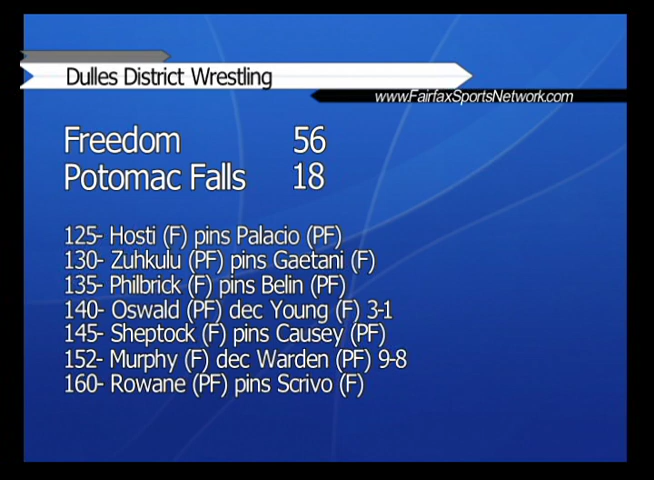 Dulles District Wrestling
www.FairfaxSportsNetwork.com
Freedom 56
Potomac Falls 18
125- Hosti (F) pins Palacio (PF)
130- Zuhkulu (PF) pins Gaetani (F)
135- Philbrick (F) pins Belin (PF)
140- Oswald (PF) dec Young (F) 3-1
145- Sheptock (F) pins Causey (PF)
152- Murphy (F) dec Warden (PF) 9-8
160- Rowane (PF) pins Scrivo (F)